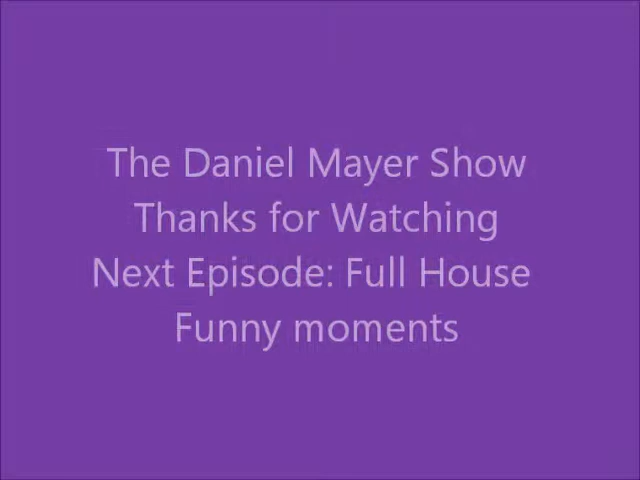 The Daniel Mayer Show
Thanks for Watching
Next Episode: Full House
Funny moments